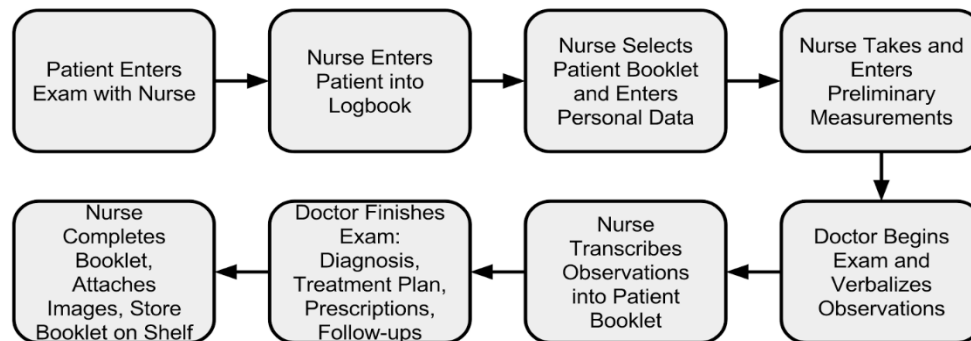 Patient Enters
Exam with Nurse
Nurse Enters
Patient into
Logbook
Nurse Selects
Patient Booklet
and Enters
Personal Data
Nurse Takes and
Enters
Preliminary
Measurements
Doctor Begins
Exam and
Verbalizes
Observations
Nurse
Transcribes
Observations
into Patient
Booklet
Doctor Finishes
Exam:
Diagnosis,
Treatment Plan,
Prescriptions,
Follow-ups
Nurse
Completes
Booklet,
Attaches
Images, Store
Booklet on Shelf